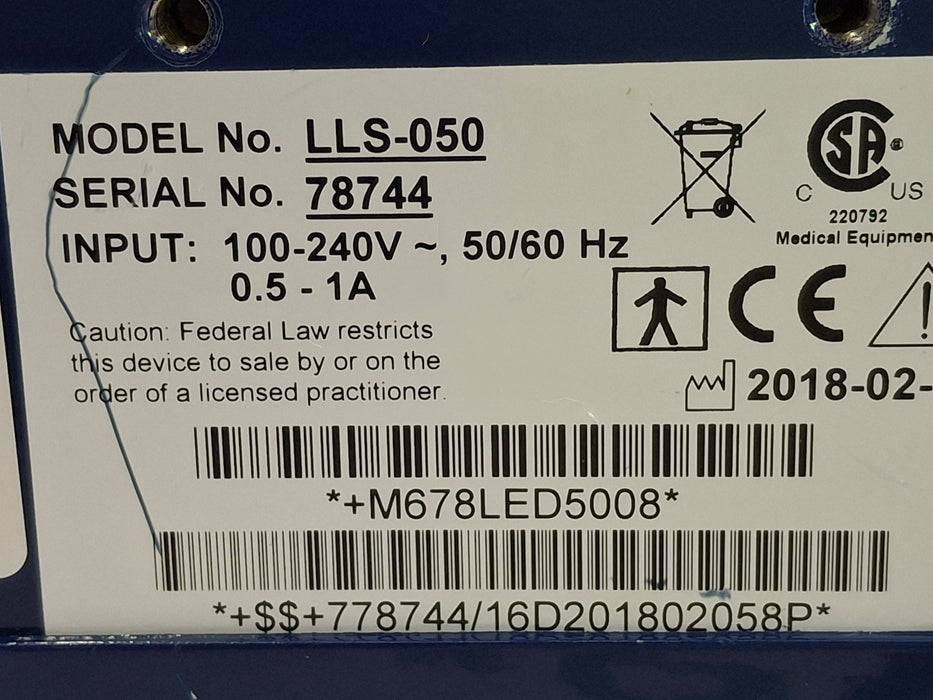 MODEL No. LLS-050
SERIAL No. 78744
INPUT: 100-240V ~, 50/60 Hz
0.5 - 1A
Caution: Federal Law restricts
this device to sale by or on the
order of a licensed practitioner.
SA
C US
220792
Medical Equipmen
CE
2018-02-
*+M678LED5008*
*+$$+778744/16D201802058P*